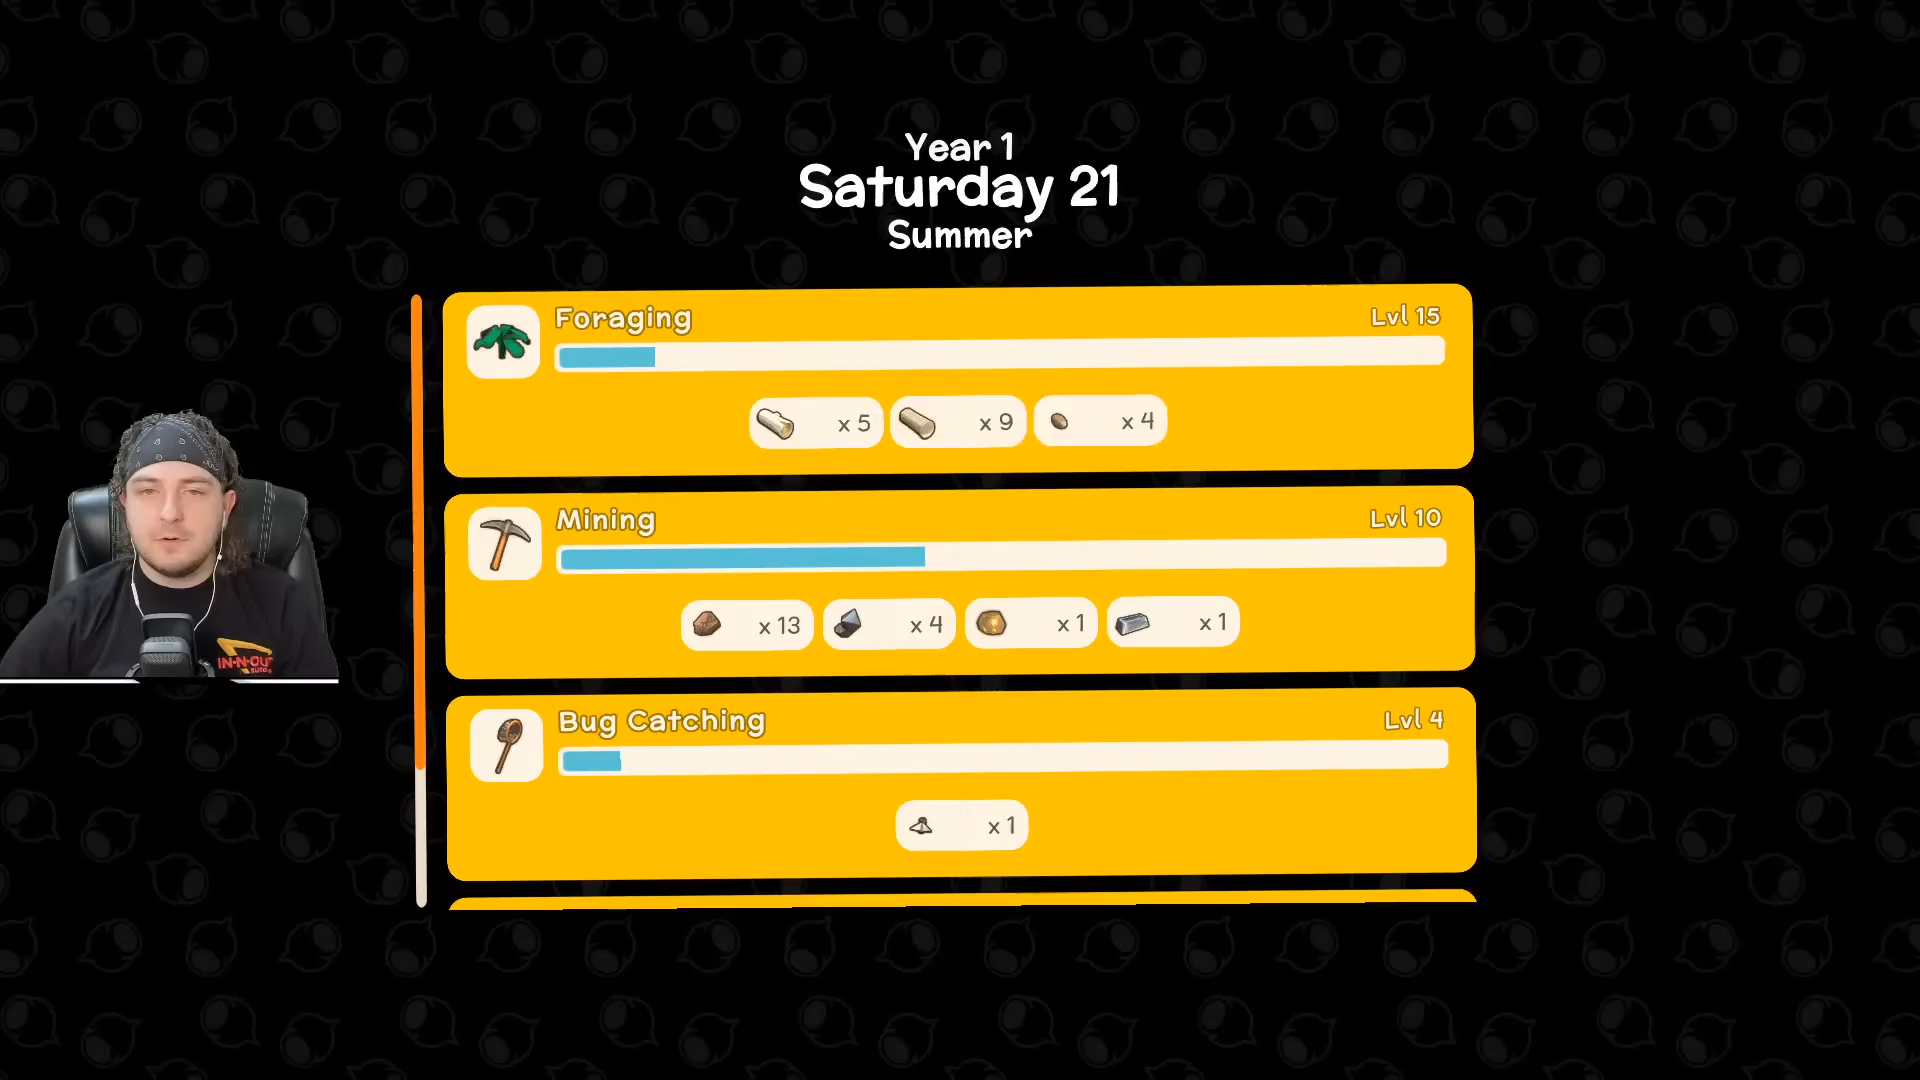 Year 1
Saturday 21
Summer
Foraging
Lvl 15
x 5
x 9
x 4
Mining
Lvl 10
x 13
x 4
x 1
x 1
Bug Catching
Lvl 4
x 1
IN-N-OUT